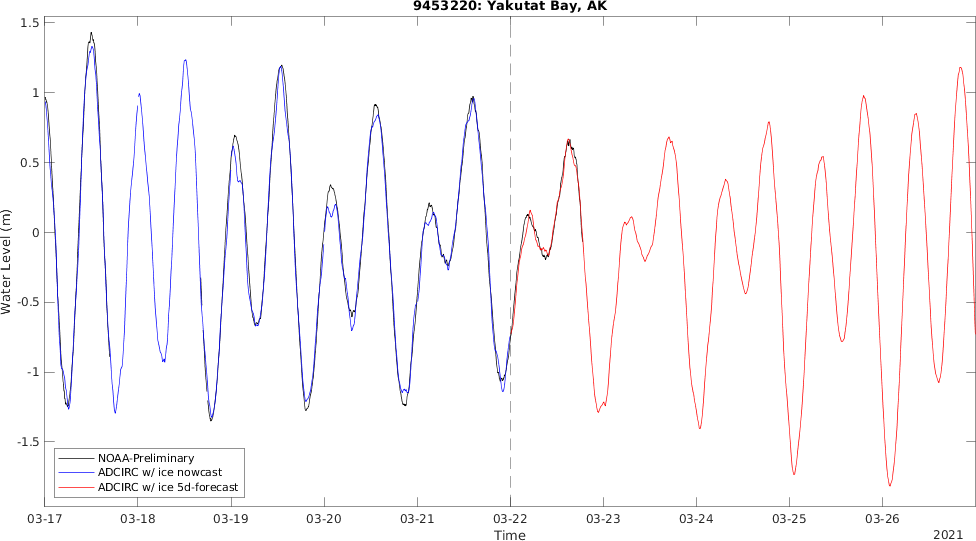 9453220: Yakutat Bay, AK
1.5
1
0.5
0
-0.5
-1
-1.5
Water Level (m)
NOAA-Preliminary
ADCIRC w/ ice nowcast
ADCIRC w/ ice 5d-forecast
03-17 03-18 03-19 03-20 03-21 03-22 03-23 03-24 03-25 03-26
Time
2021